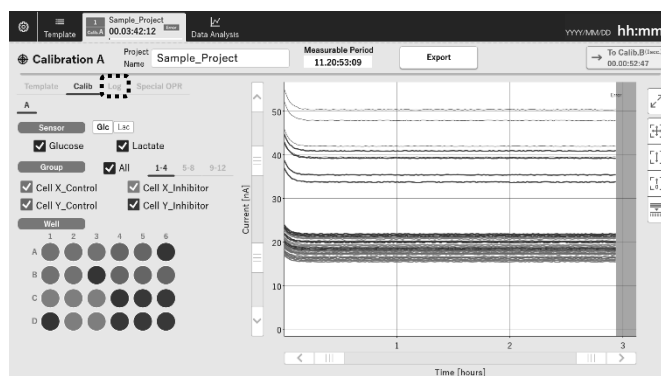 Template
1
Calib.A
Sample_Project
00.03:42:12
Error
Data Analysis
YYYY/MM/DD hh:mm
Calibration A
Project Name
Sample_Project
Measurable Period
11.20:53:09
Export
To Calib.B
00.00:52:47
Template Calib Log Special OPR
A
Sensor
Glc Lac
Glucose Lactate
Group
All 1-4 5-8 9-12
Cell X_Control Cell X_Inhibitor
Cell Y_Control Cell Y_Inhibitor
Well
1 2 3 4 5 6
A
B
C
D
Current [nA]
50
40
30
20
10
0
Error
1 2 3
Time [hours]